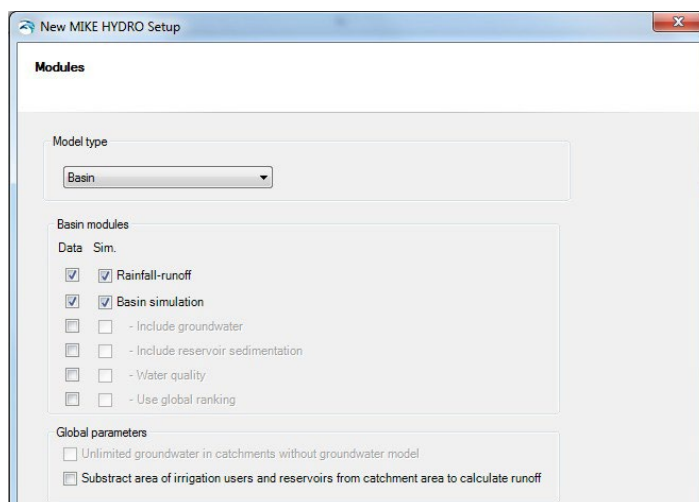 New MIKE HYDRO Setup
Modules
Model type
Basin
Basin modules
Data Sim.
Rainfall-runoff
Basin simulation
- Include groundwater
- Include reservoir sedimentation
- Water quality
- Use global ranking
Global parameters
Unlimited groundwater in catchments without groundwater model
Substract area of irrigation users and reservoirs from catchment area to calculate runoff